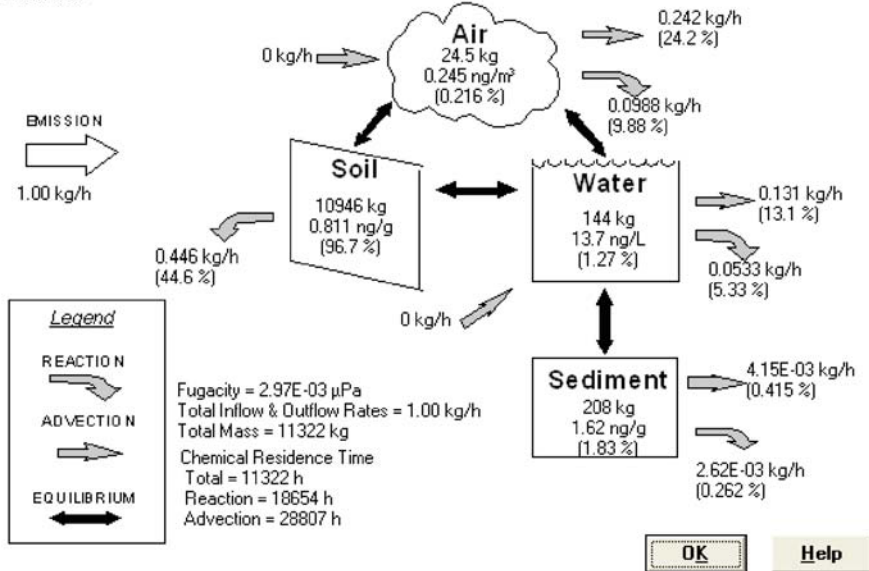 0.242 kg/h
(24.2 %)
Air
24.5 kg
0.245 ng/m³
(0.216 %)
0 kg/h
0.0988 kg/h
(9.88 %)
EMISSION
1.00 kg/h
Soil
10946 kg
0.811 ng/g
(96.7 %)
Water
144 kg
13.7 ng/L
(1.27 %)
0.131 kg/h
(13.1 %)
0.446 kg/h
(44.6 %)
0.0533 kg/h
(5.33 %)
0 kg/h
Legend
REACTION
ADVECTION
EQUILIBRIUM
Fugacity = 2.97E-03 µPa
Total Inflow & Outflow Rates = 1.00 kg/h
Total Mass = 11322 kg
Chemical Residence Time
Total = 11322 h
Reaction = 18654 h
Advection = 28807 h
Sediment
208 kg
1.62 ng/g
(1.83 %)
4.15E-03 kg/h
(0.415 %)
2.62E-03 kg/h
(0.262 %)
OK
Help